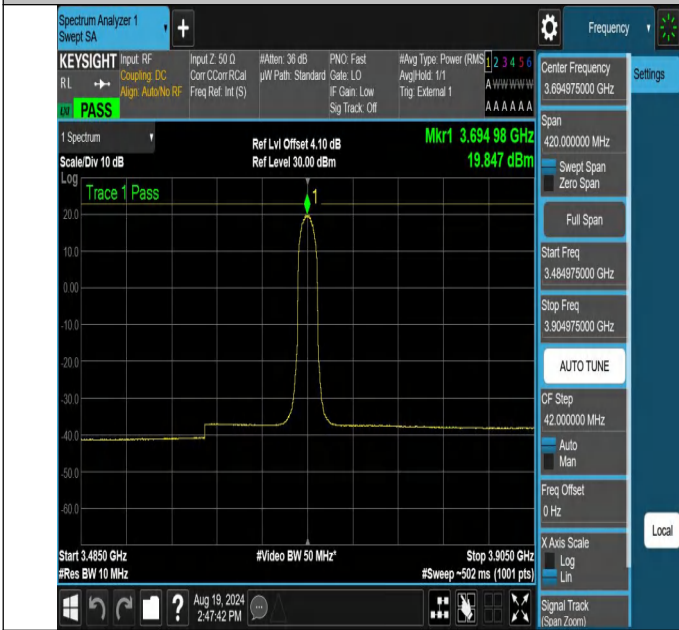 Spectrum Analyzer 1
Swept SA
+
Frequency
KEYSIGHT
RL
PASS
Input: RF
Coupling: DC
Align: Auto/No RF
Input Z: 50 Ω
Corr CCorr RCal
Freq Ref: Int (S)
#Atten: 36 dB
µW Path: Standard
PNO: Fast
Gate: LO
IF Gain: Low
Sig Track: Off
#Avg Type: Power (RMS
Avg|Hold: 1/1
Trig: External 1
1 2 3 4 5 6
A W W W W W
A A A A A A
1 Spectrum
Scale/Div 10 dB
Log
Ref Lvl Offset 4.10 dB
Ref Level 30.00 dBm
Mkr1 3.694 98 GHz
19.847 dBm
Trace 1 Pass
1
20.0
10.0
0.00
-10.0
-20.0
-30.0
-40.0
-50.0
-60.0
Start 3.4850 GHz
#Res BW 10 MHz
#Video BW 50 MHz*
Stop 3.9050 GHz
#Sweep ~502 ms (1001 pts)
?
Aug 19, 2024
2:47:42 PM
Center Frequency
3.694975000 GHz
Settings
Span
420.000000 MHz
Swept Span
Zero Span
Full Span
Start Freq
3.484975000 GHz
Stop Freq
3.904975000 GHz
AUTO TUNE
CF Step
42.000000 MHz
Auto
Man
Freq Offset
0 Hz
X Axis Scale
Log
Lin
Local
Signal Track
(Span Zoom)